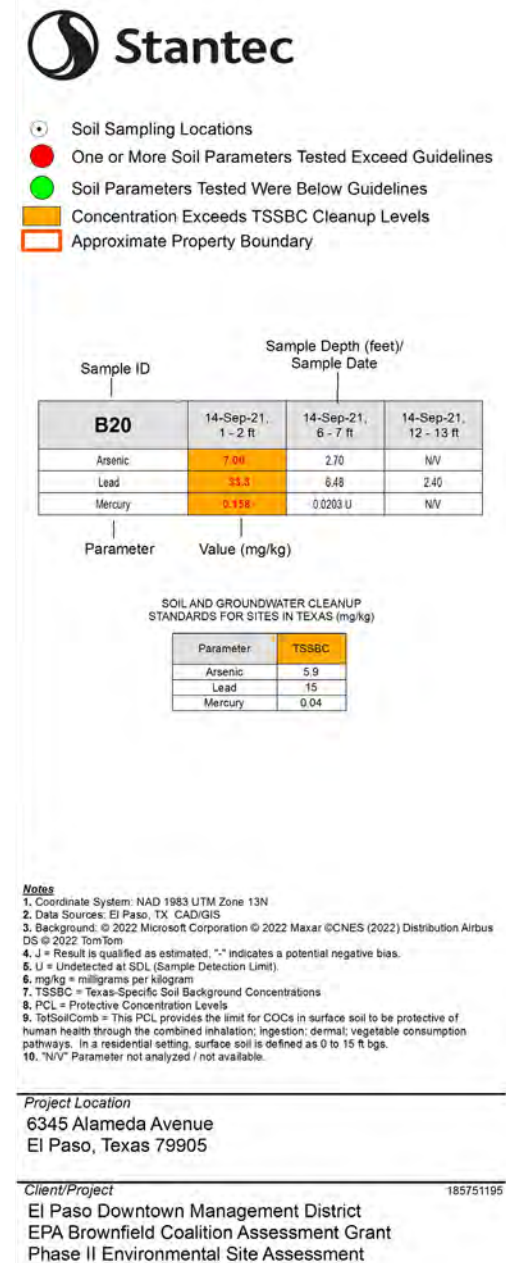 Stantec
Soil Sampling Locations
One or More Soil Parameters Tested Exceed Guidelines
Soil Parameters Tested Were Below Guidelines
Concentration Exceeds TSSBC Cleanup Levels
Approximate Property Boundary
Sample ID
Sample Depth (feet)/
Sample Date
B20 14-Sep-21, 1 - 2 ft 14-Sep-21, 6 - 7 ft 14-Sep-21, 12 - 13 ft
Arsenic 7.00 2.70 N/V
Lead 33.3 6.48 2.40
Mercury 0.158 0.0203 U N/V
Parameter Value (mg/kg)
SOIL AND GROUNDWATER CLEANUP
STANDARDS FOR SITES IN TEXAS (mg/kg)
Parameter TSSBC
Arsenic 5.9
Lead 15
Mercury 0.04
Notes
1. Coordinate System: NAD 1983 UTM Zone 13N
2. Data Sources: El Paso, TX CAD/GIS
3. Background: © 2022 Microsoft Corporation © 2022 Maxar ©CNES (2022) Distribution Airbus
DS © 2022 TomTom
4. J = Result is qualified as estimated, "-" indicates a potential negative bias.
5. U = Undetected at SDL (Sample Detection Limit).
6. mg/kg = milligrams per kilogram
7. TSSBC = Texas-Specific Soil Background Concentrations
8. PCL = Protective Concentration Levels
9. TotSoilComb = This PCL provides the limit for COCs in surface soil to be protective of
human health through the combined inhalation; ingestion; dermal; vegetable consumption
pathways. In a residential setting, surface soil is defined as 0 to 15 ft bgs.
10. "N/V" Parameter not analyzed / not available.
Project Location
6345 Alameda Avenue
El Paso, Texas 79905
Client/Project 185751195
El Paso Downtown Management District
EPA Brownfield Coalition Assessment Grant
Phase II Environmental Site Assessment